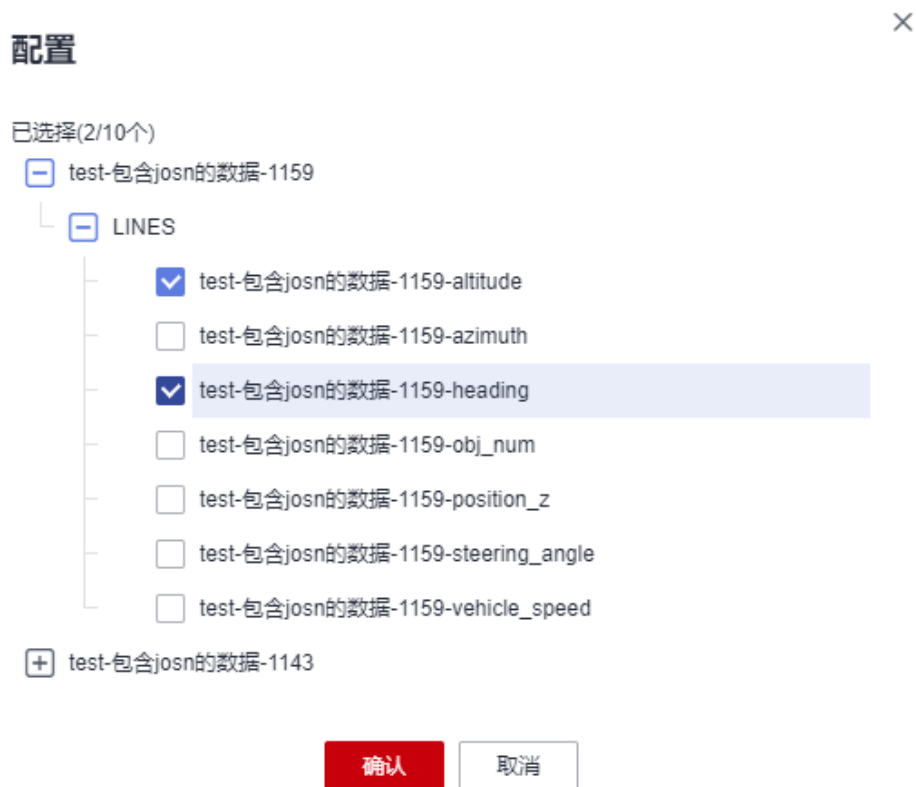 配置
已选择(2/10个)
test-包含josn的数据-1159
LINES
test-包含josn的数据-1159-altitude
test-包含josn的数据-1159-azimuth
test-包含josn的数据-1159-heading
test-包含josn的数据-1159-obj_num
test-包含josn的数据-1159-position_z
test-包含josn的数据-1159-steering_angle
test-包含josn的数据-1159-vehicle_speed
test-包含josn的数据-1143
确认 取消